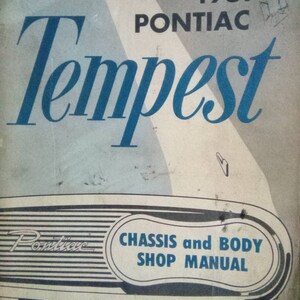 PONTIAC
Tempest
Pontiac
CHASSIS and BODY
SHOP MANUAL